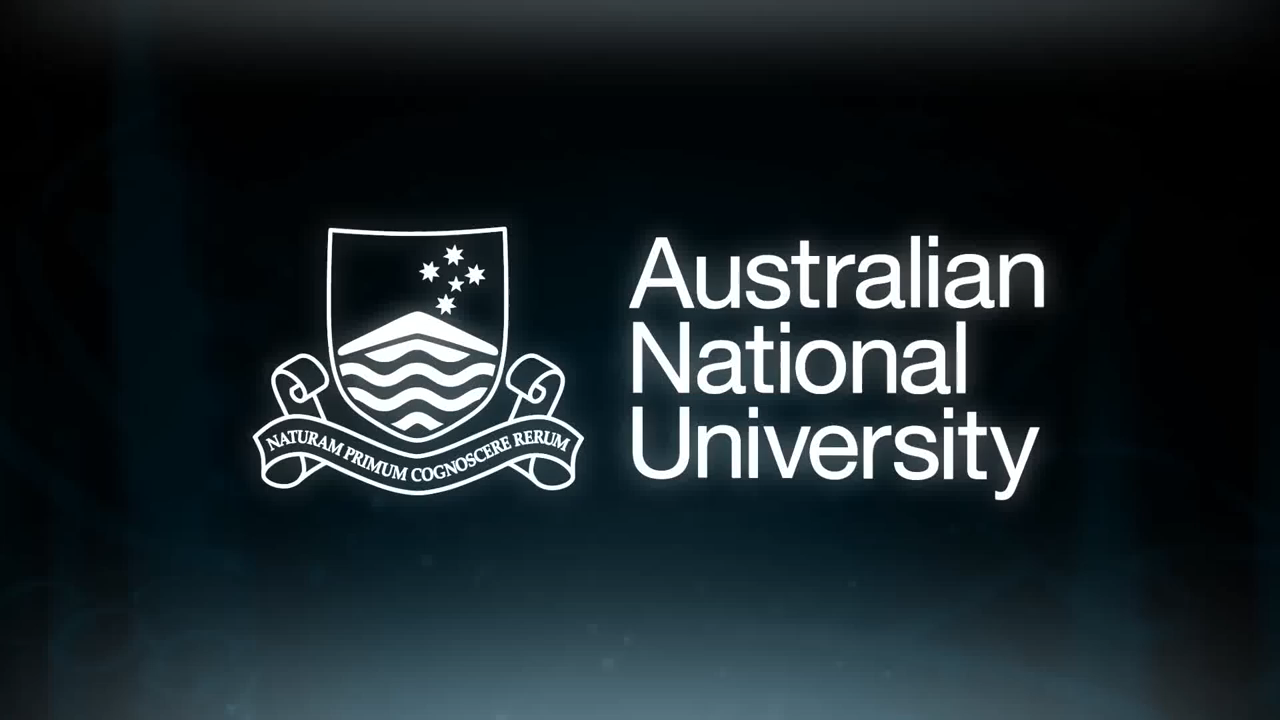 NATURAM PRIMUM COGNOSCERE RERUM
Australian
National
University